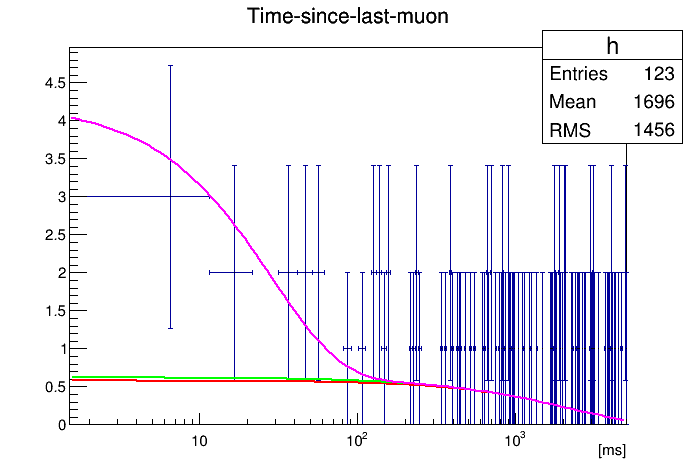 Time-since-last-muon
h
Entries 123
Mean 1696
RMS 1456
4.5
4
3.5
3
2.5
2
1.5
1
0.5
0
10 10² 10³
[ms]